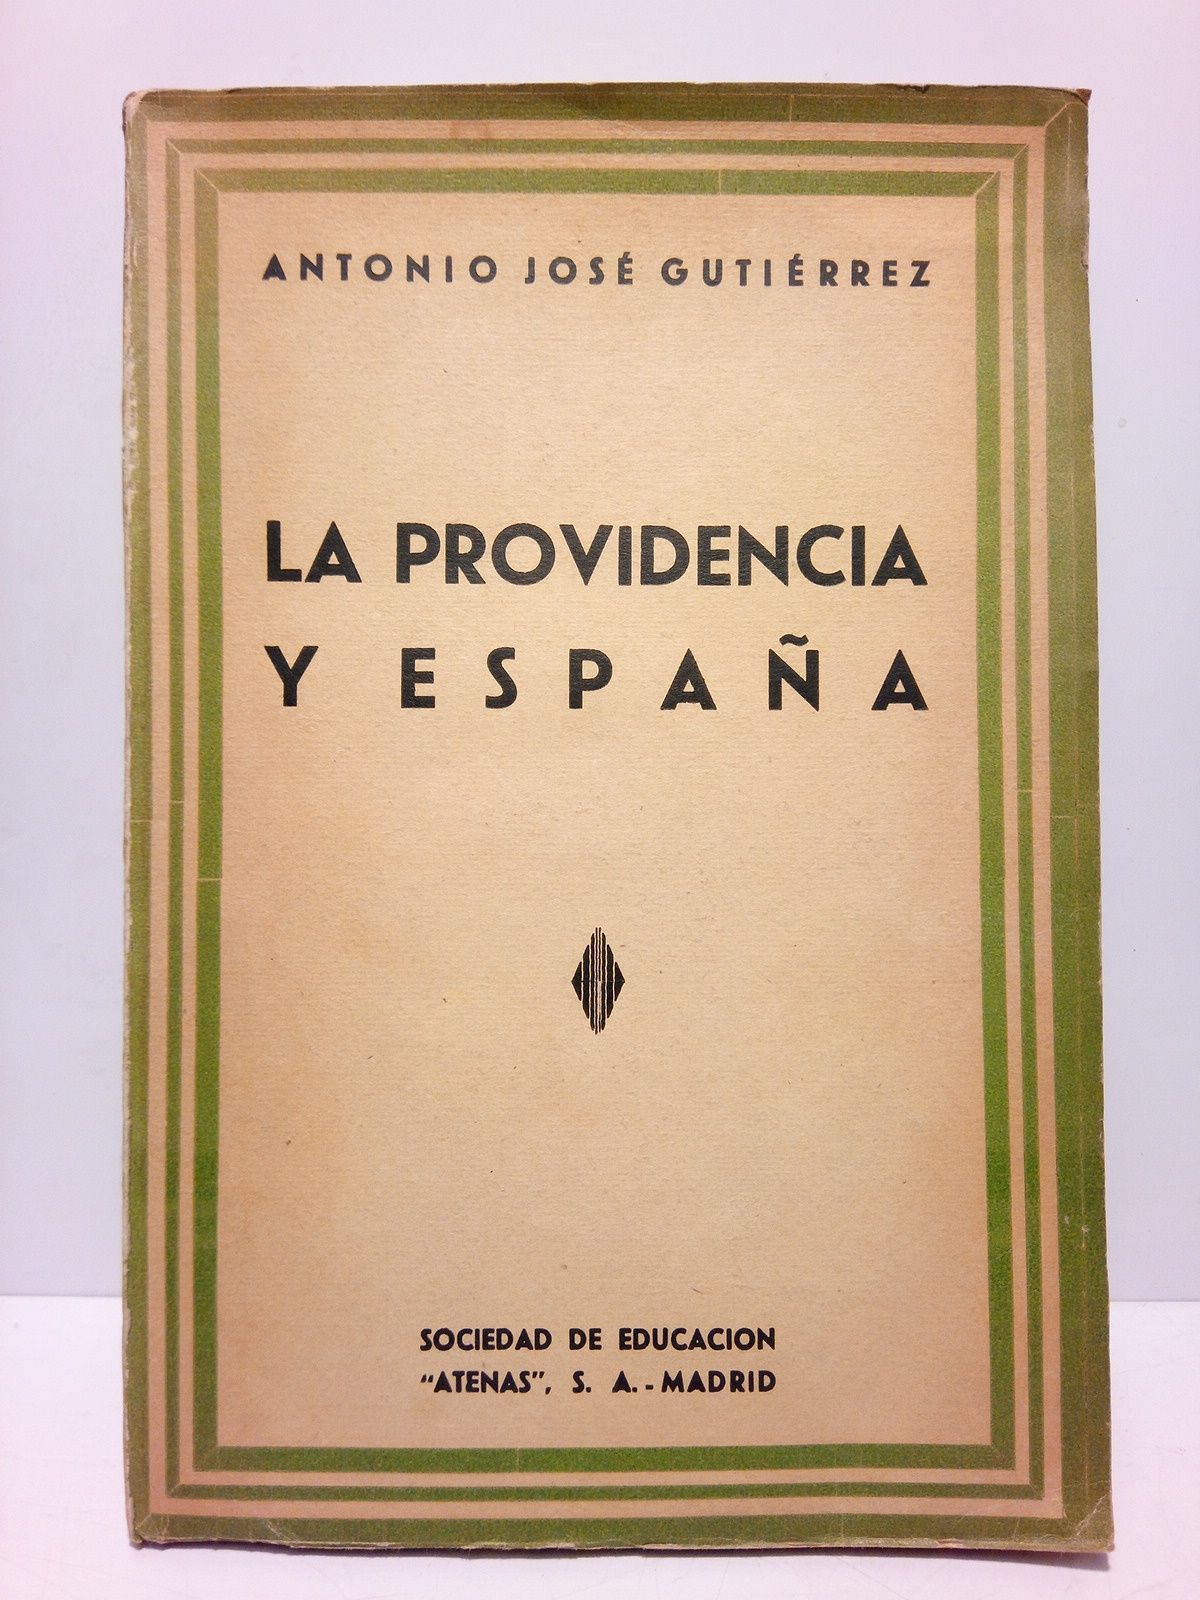 ANTONIO JOSÉ GUTIÉRREZ
LA PROVIDENCIA
Y ESPAÑA
SOCIEDAD DE EDUCACION
"ATENAS", S. A. - MADRID